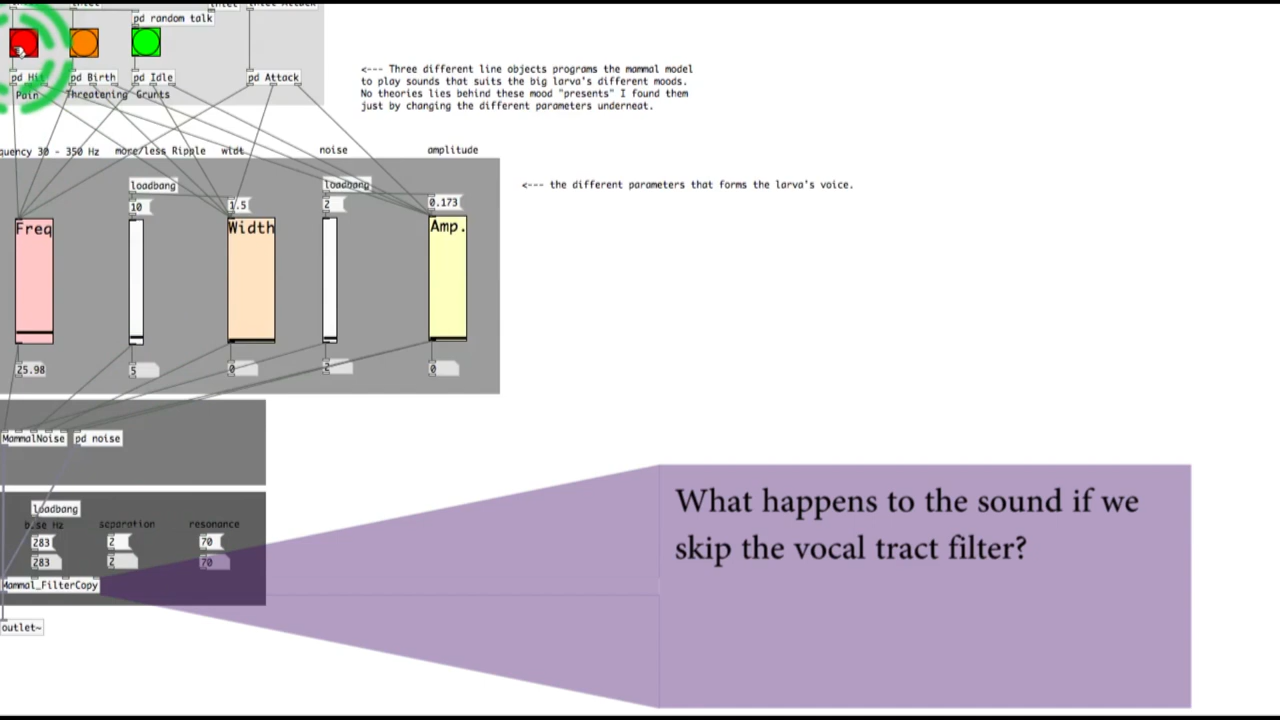 pd random talk
pd Hit pd Birth pd Idle pd Attack
Pain Threatening Grunts
<--- Three different line objects programs the mammal model
to play sounds that suits the big larva's different moods.
No theories lies behind these mood "presents" I found them
just by changing the different parameters underneat.
quency 30 - 350 Hz more/less Ripple widt noise amplitude
<--- the different parameters that forms the larva's voice.
loadbang loadbang
10 1.5 2 0.173
Freq Width Amp.
25.98 5 0 2 0
MammalNoise pd noise
loadbang
base Hz separation resonance
283 2 70
283 2 70
Mammal_FilterCopy
outlet~
What happens to the sound if we
skip the vocal tract filter?